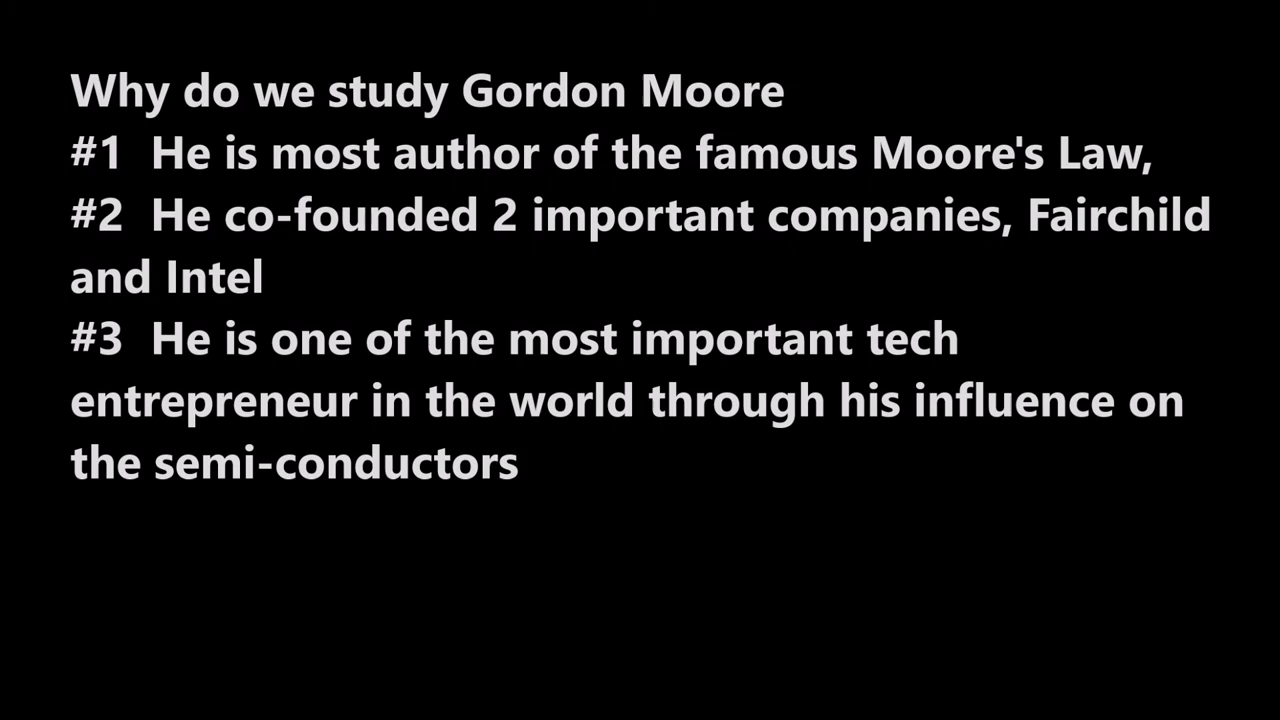 Why do we study Gordon Moore
#1  He is most author of the famous Moore's Law,
#2  He co-founded 2 important companies, Fairchild
and Intel
#3  He is one of the most important tech
entrepreneur in the world through his influence on
the semi-conductors